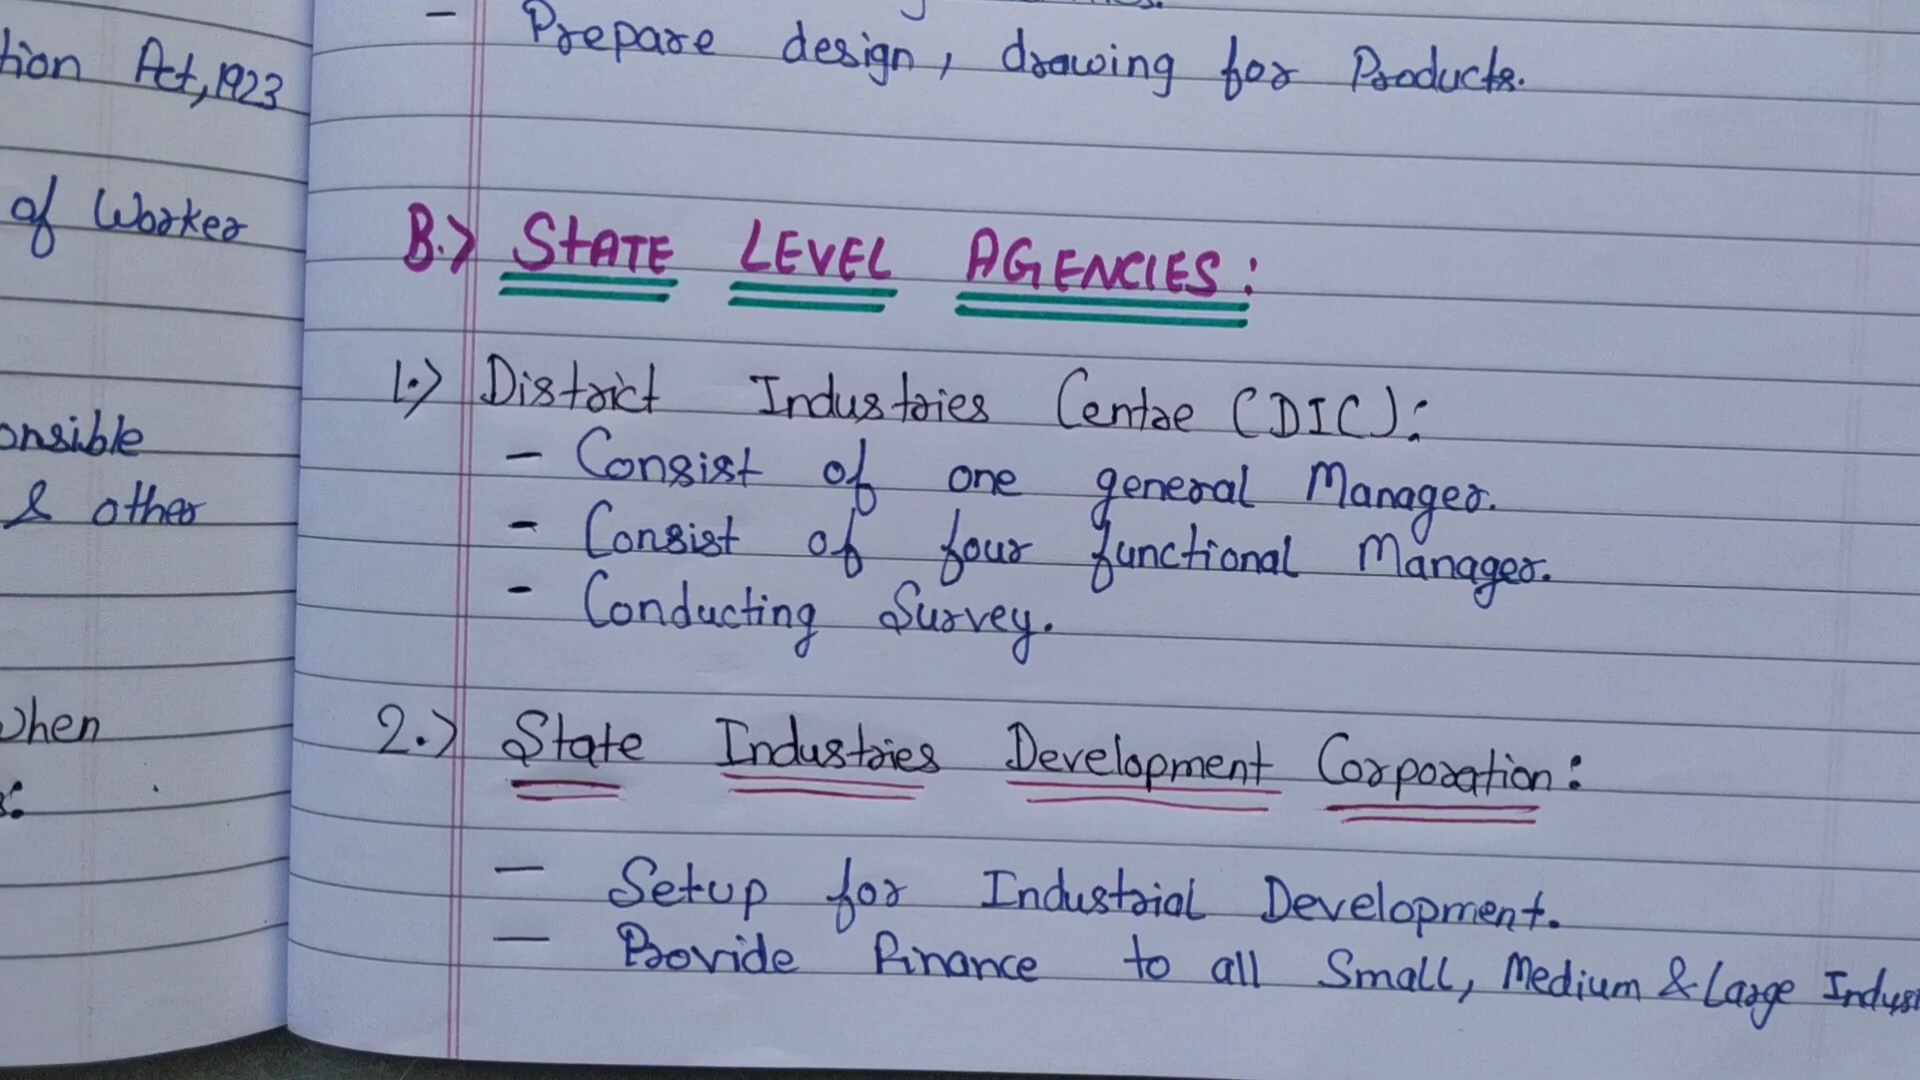 tion Act, 1923
of Worker
onsible
& other
when
- Prepare design, drawing for Products.
B.> STATE LEVEL AGENCIES:
1.> District Industries Centre (DIC):
- Consist of one general Manager.
- Consist of four functional Manager.
- Conducting Survey.
2.> State Industries Development Corporation:
- Setup for Industrial Development.
- Provide Finance to all Small, Medium & Large Indus